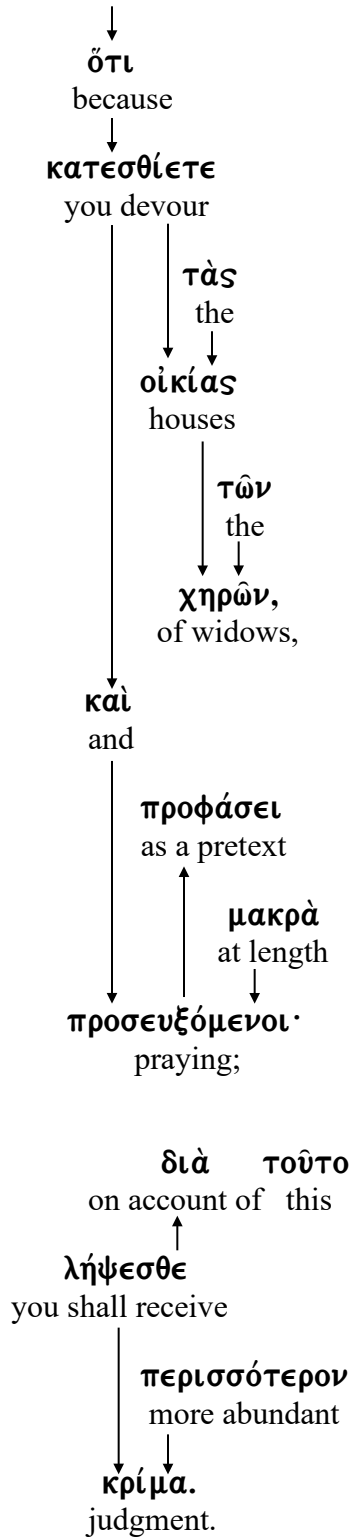 ὅτι
because
κατεσθίετε
you devour
τὰς
the
οἰκίας
houses
τῶν
the
χηρῶν,
of widows,
καὶ
and
προφάσει
as a pretext
μακρὰ
at length
προσευξόμενοι·
praying;
διὰ τοῦτο
on account of this
λήψεσθε
you shall receive
περισσότερον
more abundant
κρίμα.
judgment.